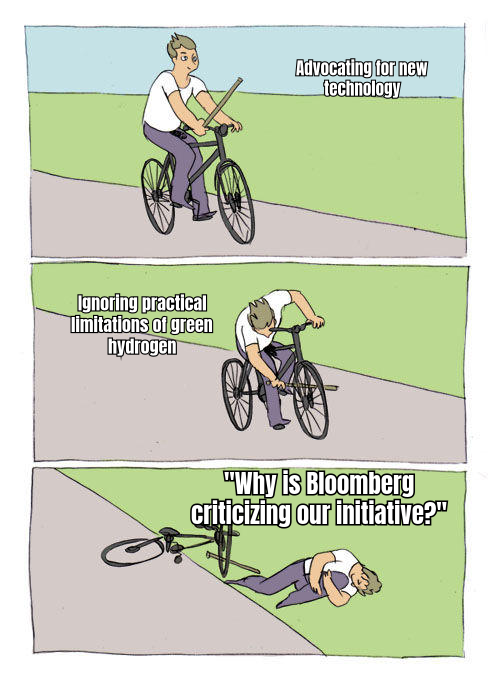 Advocating for new
technology
Ignoring practical
limitations of green
hydrogen
"Why is Bloomberg
criticizing our initiative?"